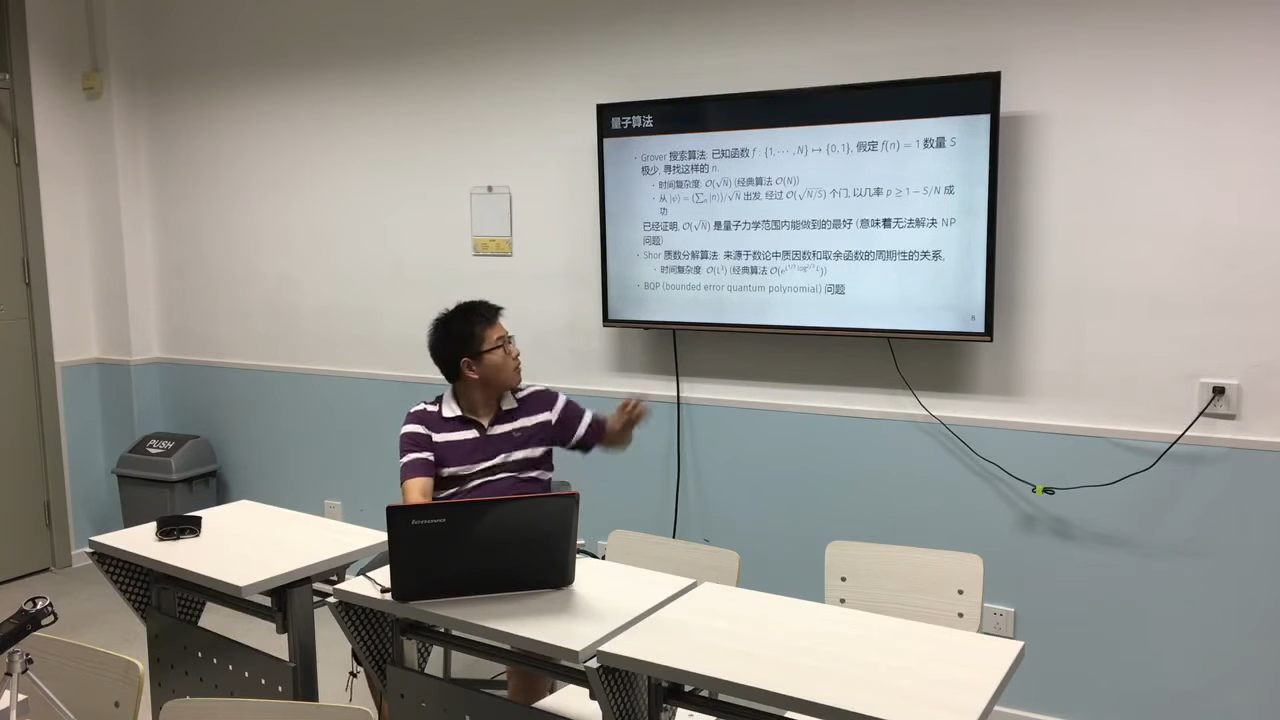 量子算法
· Grover 搜索算法: 已知函数 f : {1, ⋯ , N} ↦ {0, 1}, 假定 f(n) = 1 数量 S
极少, 寻找这样的 n.
· 时间复杂度: O(√N) (经典算法 O(N))
· 从 |ψ⟩ = (∑ₙ |n⟩)/√N 出发, 经过 O(√N/S) 个门, 以几率 p ≥ 1 − S/N 成
功
已经证明, O(√N) 是量子力学范围内能做到的最好 (意味着无法解决 NP
问题)
· Shor 质数分解算法: 来源于数论中质因数和取余函数的周期性的关系,
· 时间复杂度: O(L³) (经典算法
· BQP (bounded error quantum polynomial) 问题
8
PUSH
lenovo